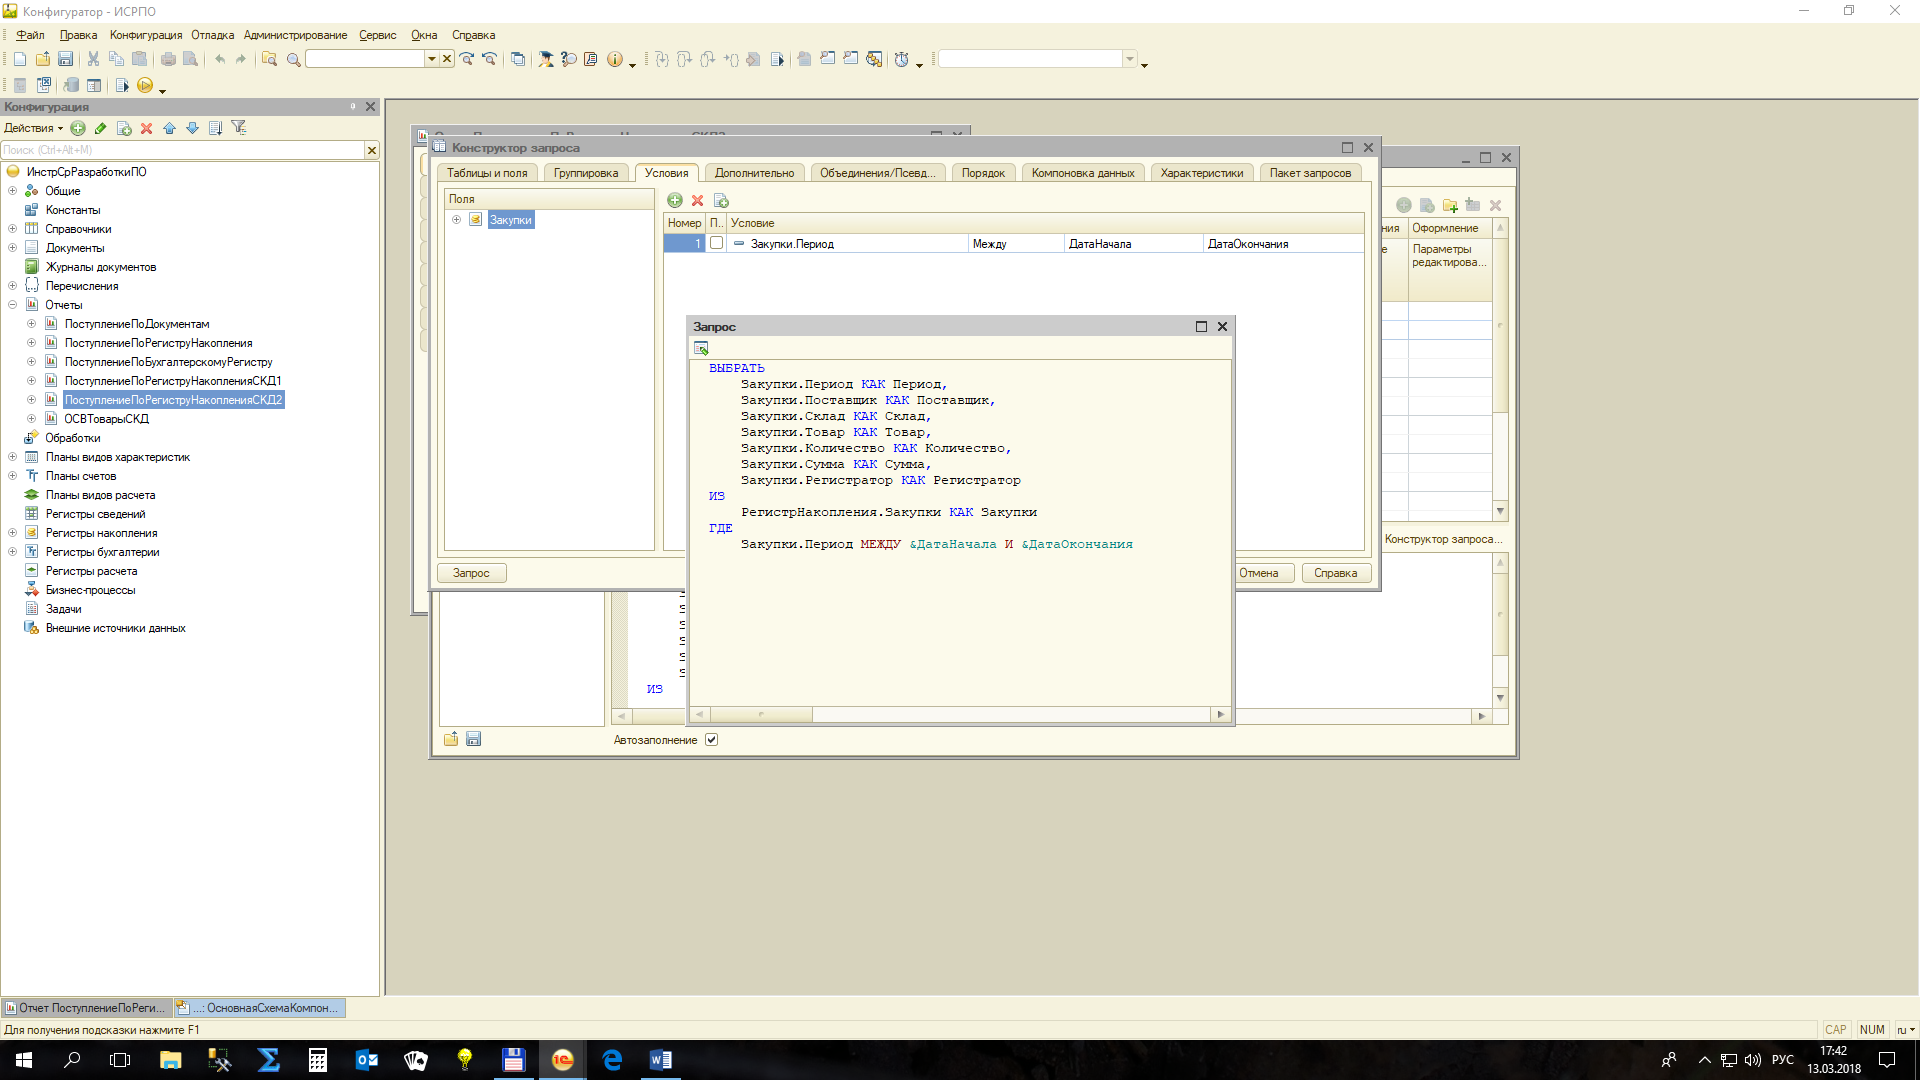 Конфигуратор - ИСРПО
Файл Правка Конфигурация Отладка Администрирование Сервис Окна Справка
Конфигурация
Действия
Поиск (Ctrl+Alt+M)
ИнстрСрРазработкиПО
Общие
Константы
Справочники
Документы
Журналы документов
Перечисления
Отчеты
ПоступлениеПоДокументам
ПоступлениеПоРегиструНакопления
ПоступлениеПоБухгалтерскомуРегистру
ПоступлениеПоРегиструНакопленияСКД1
ПоступлениеПоРегиструНакопленияСКД2
ОСВТоварыСКД
Обработки
Планы видов характеристик
Планы счетов
Планы видов расчета
Регистры сведений
Регистры накопления
Регистры бухгалтерии
Регистры расчета
Бизнес-процессы
Задачи
Внешние источники данных
Конструктор запроса
Таблицы и поля Группировка Условия Дополнительно Объединения/Псевд... Порядок Компоновка данных Характеристики Пакет запросов
Поля
Закупки
Номер П.. Условие
1 Закупки.Период Между ДатаНачала ДатаОкончания
Оформление
Параметры
редактирова...
Запрос
ВЫБРАТЬ
Закупки.Период КАК Период,
Закупки.Поставщик КАК Поставщик,
Закупки.Склад КАК Склад,
Закупки.Товар КАК Товар,
Закупки.Количество КАК Количество,
Закупки.Сумма КАК Сумма,
Закупки.Регистратор КАК Регистратор
ИЗ
РегистрНакопления.Закупки КАК Закупки
ГДЕ
Закупки.Период МЕЖДУ &ДатаНачала И &ДатаОкончания
Конструктор запроса...
Запрос Отмена Справка
ИЗ
Автозаполнение
Отчет ПоступлениеПоРеги... ...: ОсновнаяСхемаКомпон...
Для получения подсказки нажмите F1
CAP NUM ru
РУС
17:42
13.03.2018